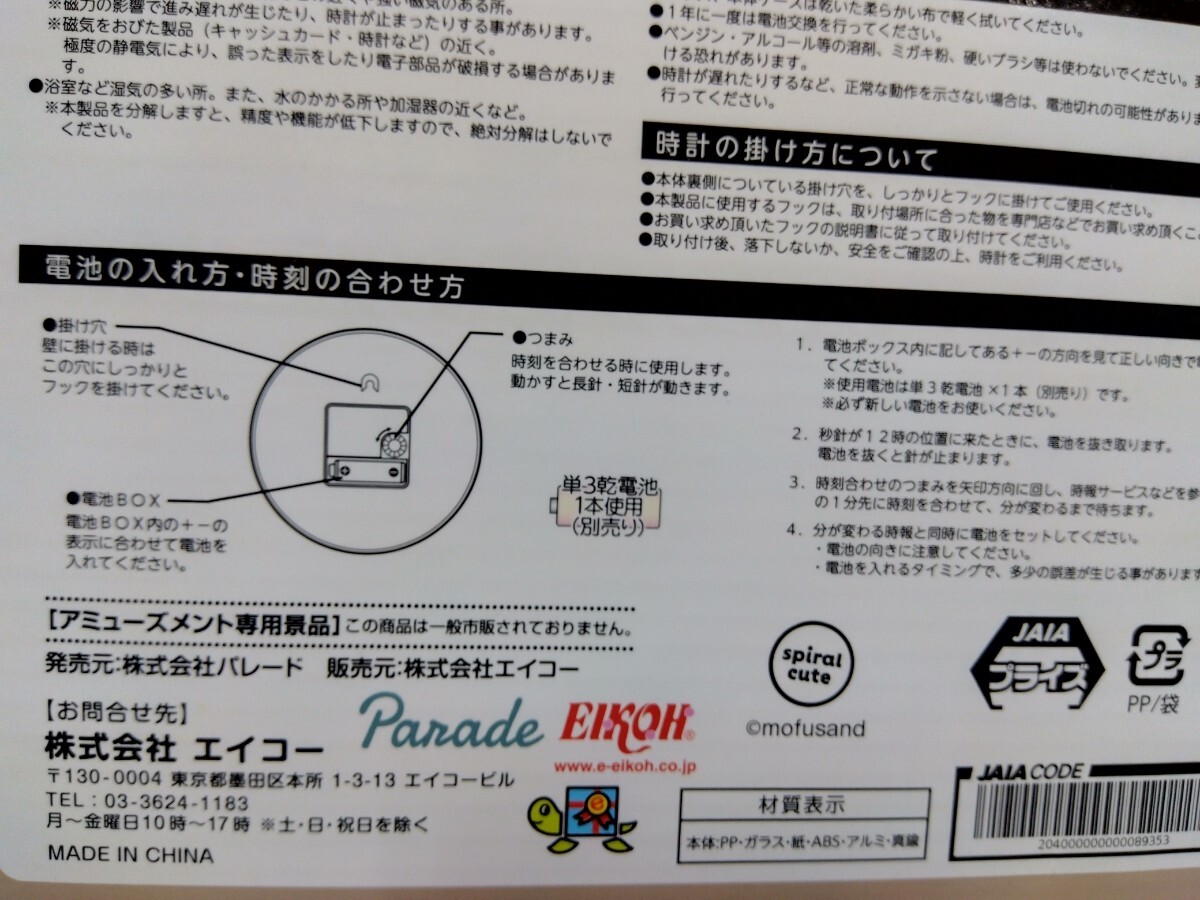 ※磁力の影響で進み遅れが生じたり、時計が止まったりする事があります。
※磁気をおびた製品（キャッシュカード・時計など）の近く。
極度の静電気により、誤った表示をしたり電子部品が破損する場合がありま
す。
●浴室など湿気の多い所。また、水のかかる所や加湿器の近くなど。
※本製品を分解しますと、精度や機能が低下しますので、絶対分解はしないで
ください。
本体ケースは乾いた柔らかい布で軽く拭いてください。
●1年に一度は電池交換を行ってください。
●ベンジン・アルコール等の溶剤、ミガキ粉、硬いブラシ等は使わないでください。
ける恐れがあります。
●時計が遅れたりするなど、正常な動作を示さない場合は、電池切れの可能性がありま
行ってください。
時計の掛け方について
●本体裏側についている掛け穴を、しっかりとフックに掛けてご使用ください。
●本製品に使用するフックは、取り付場所に合った物を専門店などでお買い求め頂くこ
●お買い求め頂いたフックの説明書に従って取り付けてください。
●取り付け後、落下しないか、安全をご確認の上、時計をご利用ください。
電池の入れ方・時刻の合わせ方
●掛け穴
壁に掛ける時は
この穴にしっかりと
フックを掛けてください。
●つまみ
時刻を合わせる時に使用します。
動かすと長針・短針が動きます。
●電池BOX
電池BOX内の＋－の
表示に合わせて電池を
入れてください。
単3乾電池
1本使用
(別売り)
1. 電池ボックス内に記してある＋－の方向を見て正しい向きで
てください。
※使用電池は単3乾電池×1本（別売り）です。
※必ず新しい電池をお使いください。
2. 秒針が12時の位置に来たときに、電池を抜き取ります。
電池を抜くと針が止まります。
3. 時刻合わせのつまみを矢印方向に回し、時報サービスなどを参
の1分先に時刻を合わせて、分が変わるまで待ちます。
4. 分が変わる時報と同時に電池をセットしてください。
・電池の向きに注意してください。
・電池を入れるタイミングで、多少の誤差が生じる事があります
【アミューズメント専用景品】この商品は一般市販されておりません。
発売元:株式会社パレード 販売元:株式会社エイコー
【お問合せ先】
株式会社 エイコー
〒130-0004 東京都墨田区本所 1-3-13 エイコービル
TEL：03-3624-1183
月～金曜日10時～17時 ※土・日・祝日を除く
MADE IN CHINA
Parade
EIKOH®
www.e-eikoh.co.jp
spiral
cute
©mofusand
JAIA
プライズ
プラ
PP/袋
材質表示
本体:PP・ガラス・紙・ABS・アルミ・真鍮
JAIA CODE
204000000000089353